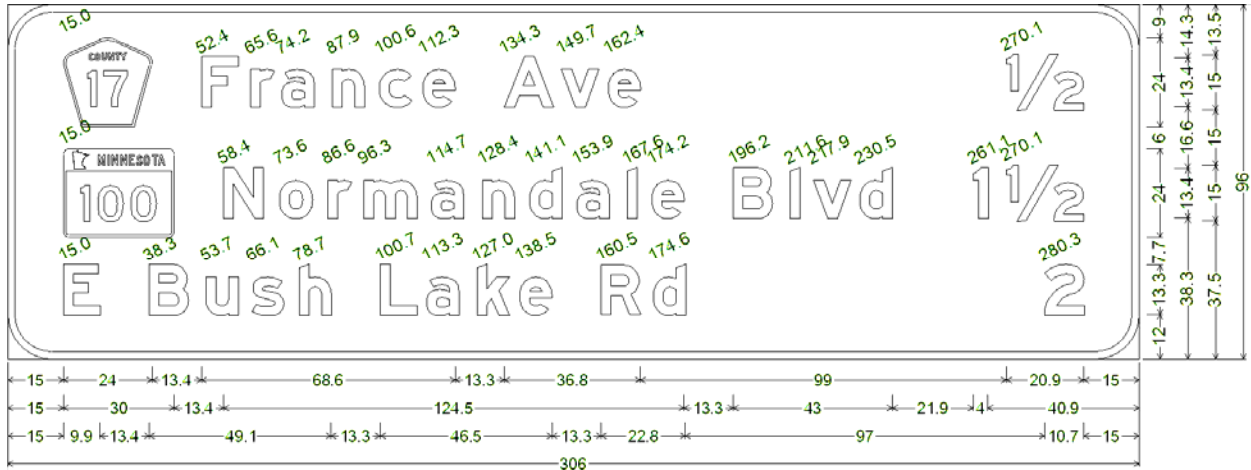 15.0 52.4 65.6 74.2 87.9 100.6 112.3 134.3 149.7 162.4 270.1
COUNTY 17 France Ave 1/2
15.0 58.4 73.6 86.6 96.3 114.7 128.4 141.1 153.9 167.6 174.2 196.2 211.6 217.9 230.5 261.1 270.1
MINNESOTA 100 Normandale Blvd 1 1/2
15.0 38.3 53.7 66.1 78.7 100.7 113.3 127.0 138.5 160.5 174.6 280.3
E Bush Lake Rd 2
9 24 6 24 7.7 13.3 12
14.3 13.4 16.6 13.4 38.3
13.5 15 15 15 37.5
96
15 24 13.4 68.6 13.3 36.8 99 20.9 15
15 30 13.4 124.5 13.3 43 21.9 4 40.9
15 9.9 13.4 49.1 13.3 46.5 13.3 22.8 97 10.7 15
306